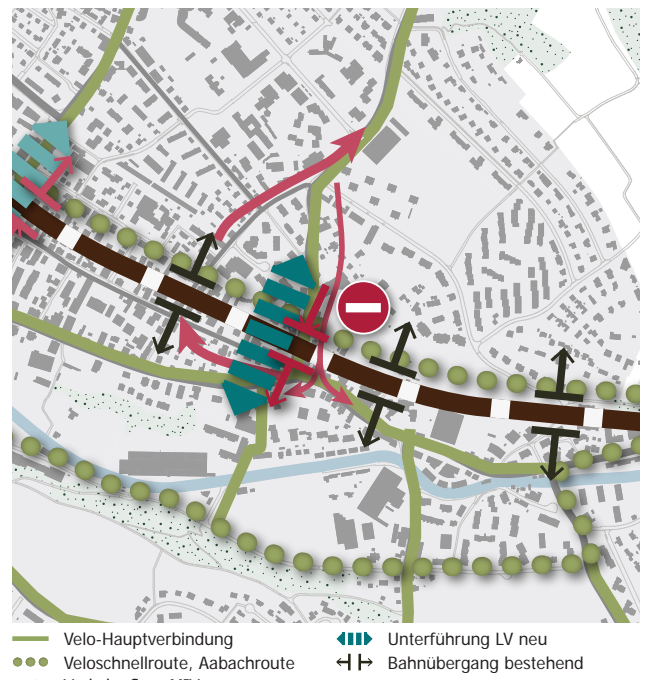 Velo-Hauptverbindung
Unterführung LV neu
Veloschnellroute, Aabachroute
Bahnübergang bestehend